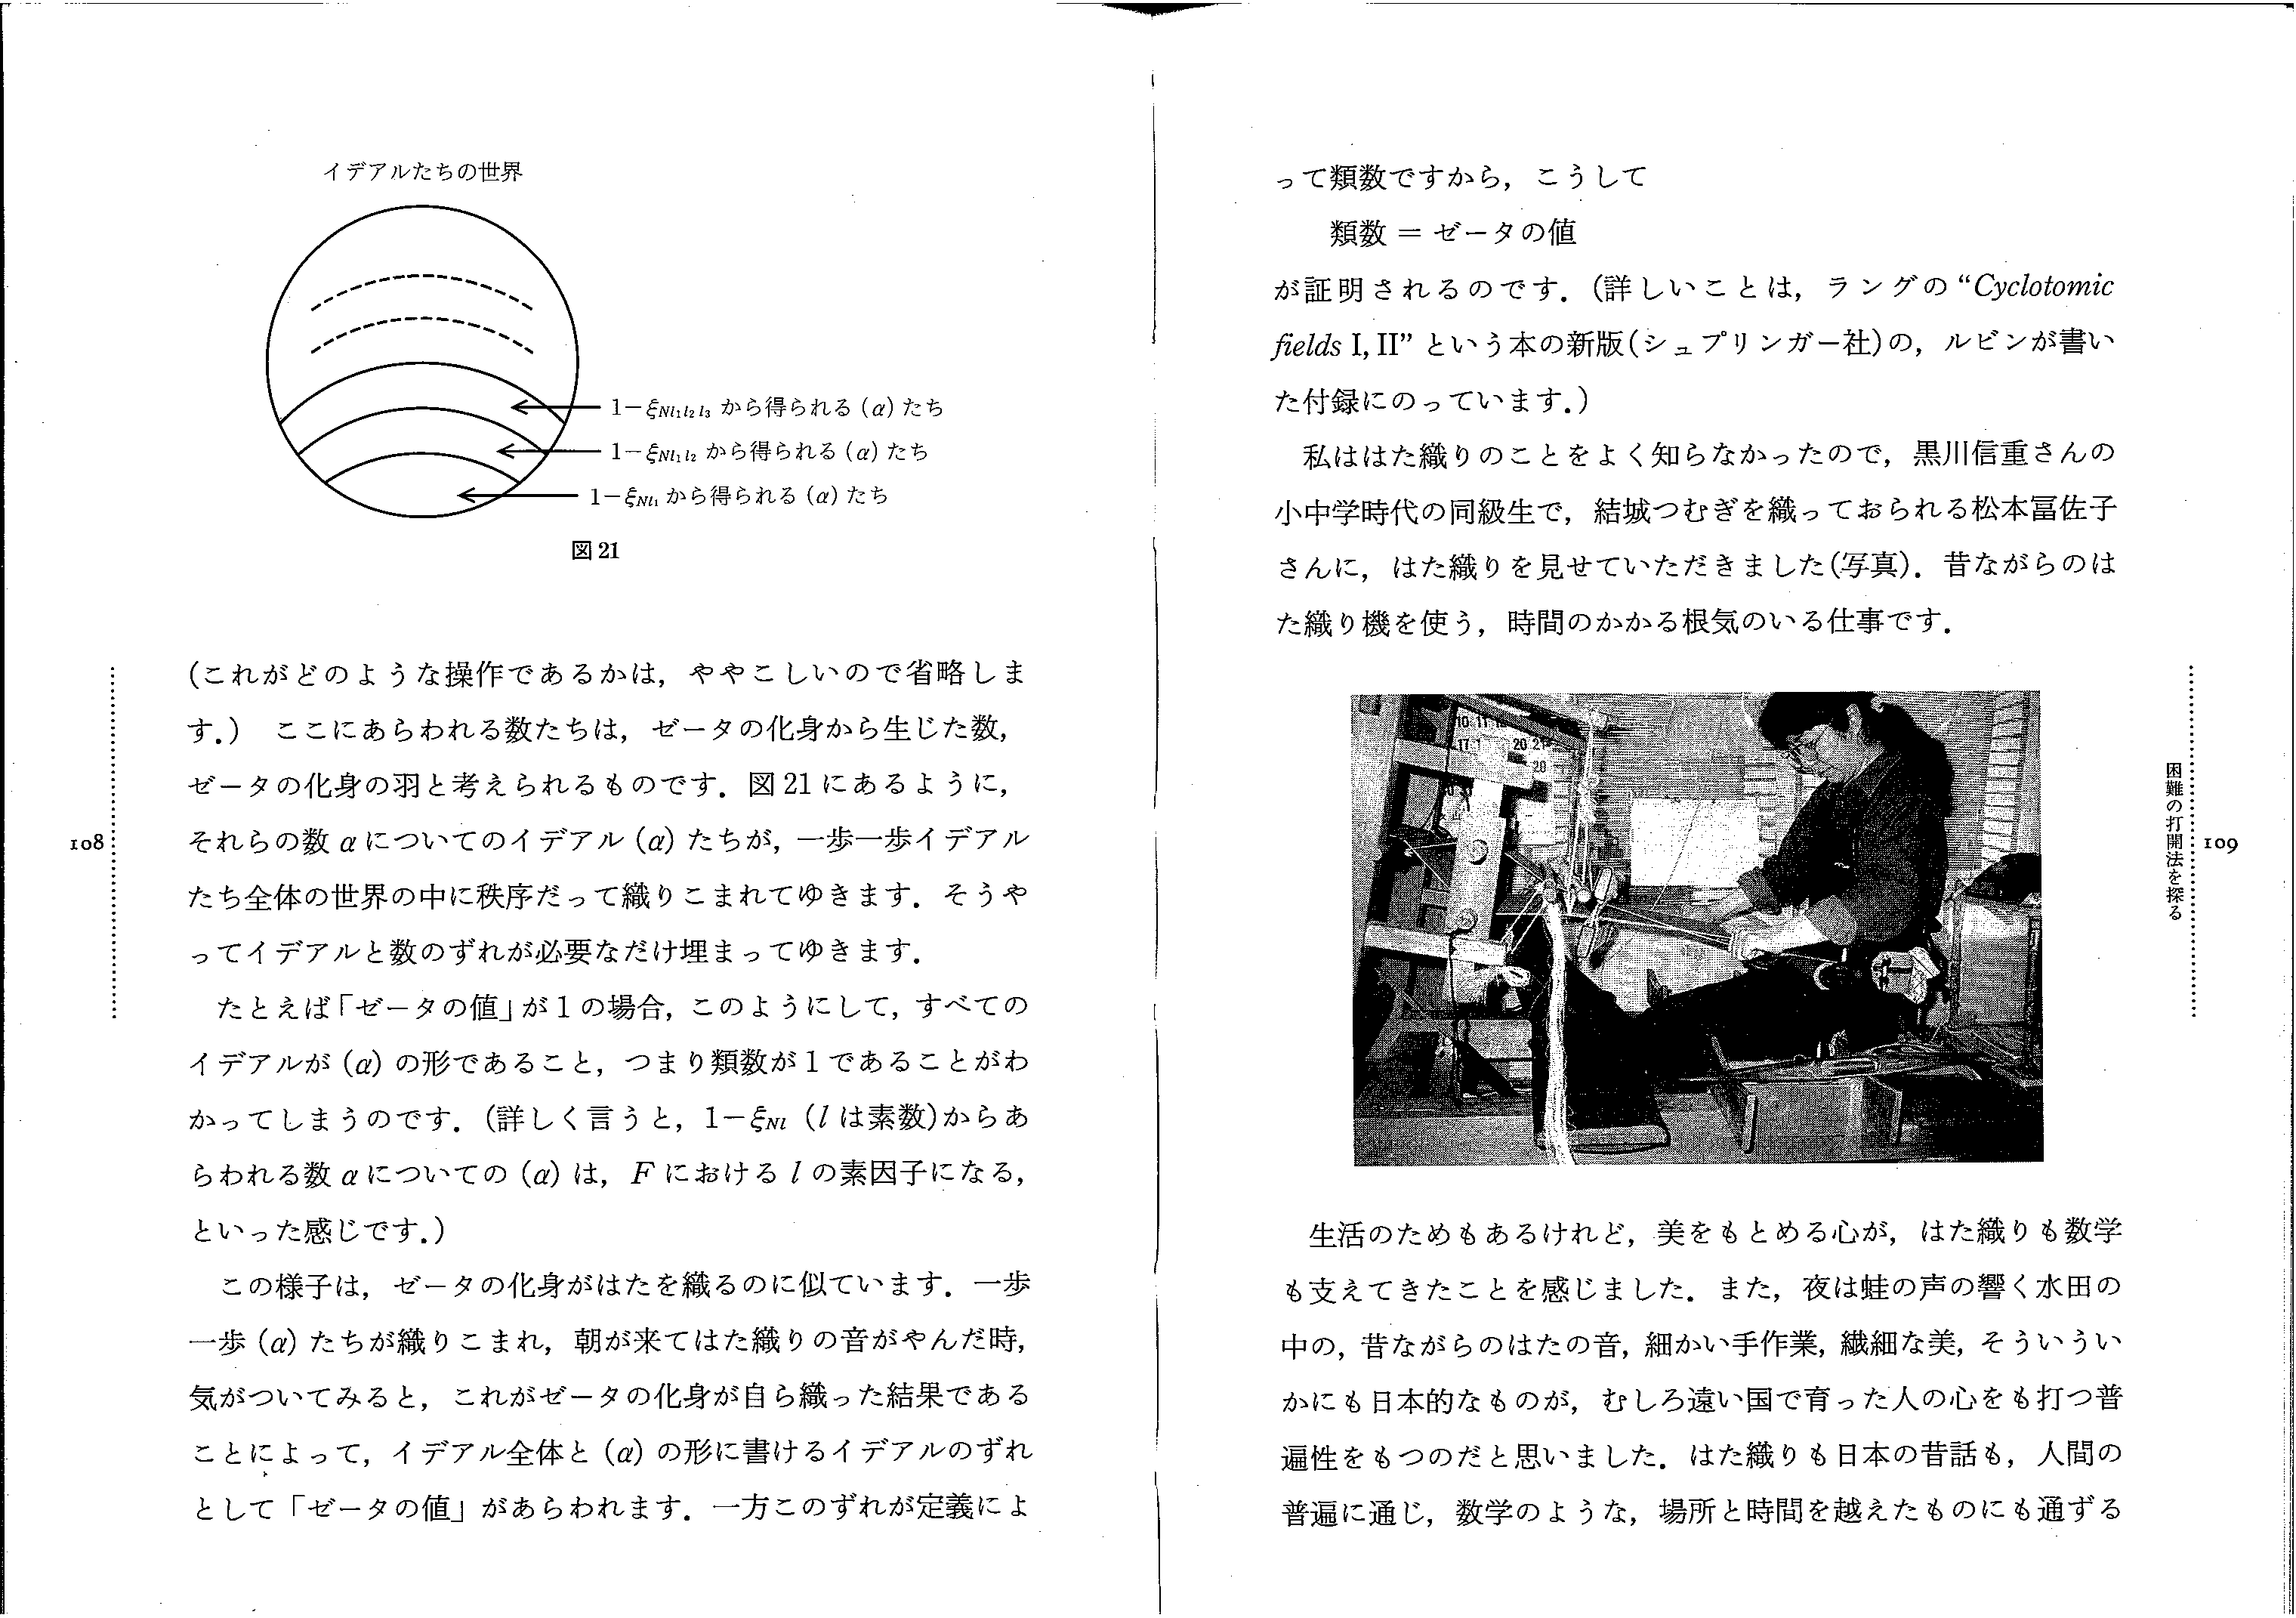 イデアルたちの世界
1−ξNl₁l₂l₃ から得られる (α) たち
1−ξNl₁l₂ から得られる (α) たち
1−ξNl₁ から得られる (α) たち
図 21
(これがどのような操作であるかは，ややこしいので省略しま
す.)　ここにあらわれる数たちは，ゼータの化身から生じた数，
ゼータの化身の羽と考えられるものです．図 21 にあるように，
それらの数 α についてのイデアル (α) たちが，一歩一歩イデアル
たち全体の世界の中に秩序だって織りこまれてゆきます．そうや
ってイデアルと数のずれが必要なだけ埋まってゆきます．
たとえば「ゼータの値」が 1 の場合，このようにして，すべての
イデアルが (α) の形であること，つまり類数が 1 であることがわ
かってしまうのです．(詳しく言うと，1−ξNl (l は素数)からあ
らわれる数 α についての (α) は，F における l の素因子になる，
といった感じです.)
この様子は，ゼータの化身がはたを織るのに似ています．一歩
一歩 (α) たちが織りこまれ，朝が来てはた織りの音がやんだ時，
気がついてみると，これがゼータの化身が自ら織った結果である
ことによって，イデアル全体と (α) の形に書けるイデアルのずれ
として「ゼータの値」があらわれます．一方このずれが定義によ
108
って類数ですから，こうして
類数 ＝ ゼータの値
が証明されるのです．(詳しいことは，ラングの “Cyclotomic
fields I, II” という本の新版(シュプリンガー社)の，ルビンが書い
た付録にのっています.)
私ははた織りのことをよく知らなかったので，黒川信重さんの
小中学時代の同級生で，結城つむぎを織っておられる松本冨佐子
さんに，はた織りを見せていただきました(写真)．昔ながらのは
た織り機を使う，時間のかかる根気のいる仕事です．
10 11
17 1 20 21
20
生活のためもあるけれど，美をもとめる心が，はた織りも数学
も支えてきたことを感じました．また，夜は蛙の声の響く水田の
中の，昔ながらのはたの音，細かい手作業，繊細な美，そういうい
かにも日本的なものが，むしろ遠い国で育った人の心をも打つ普
遍性をもつのだと思いました．はた織りも日本の昔話も，人間の
普遍に通じ，数学のような，場所と時間を越えたものにも通ずる
困難の打開法を探る
109